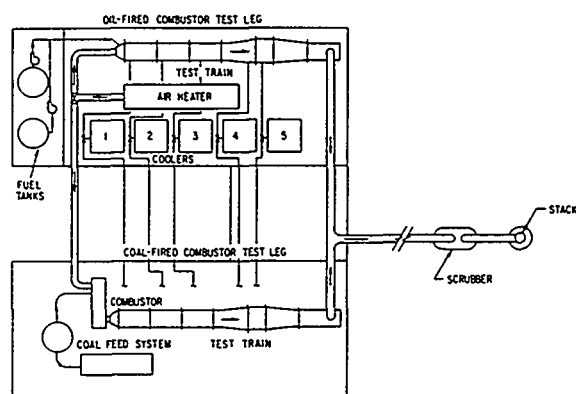 OIL-FIRED COMBUSTOR TEST LEG
TEST TRAIN
AIR HEATER
1
2
3
4
5
COOLERS
FUEL
TANKS
STACK
COAL-FIRED COMBUSTOR TEST LEG
SCRUBBER
COMBUSTOR
COAL FEED SYSTEM
TEST TRAIN